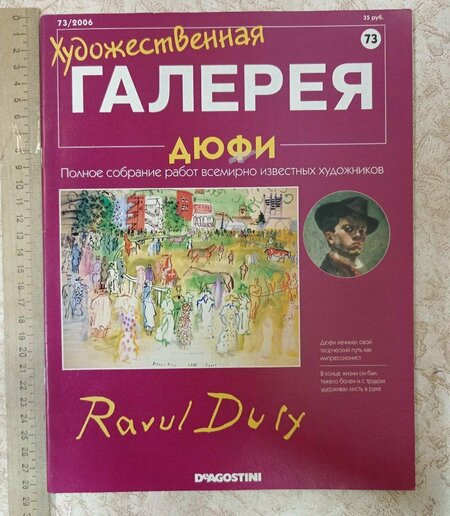 73/2006
35 руб.
Художественная
73
ГАЛЕРЕЯ
ДЮФИ
Полное собрание работ всемирно известных художников
Дюфи начинал свой
творческий путь как
импрессионист
В конце жизни он был
тяжело болен и с трудом
удерживал кисть в руке
Raoul Dufy
DeAGOSTINI